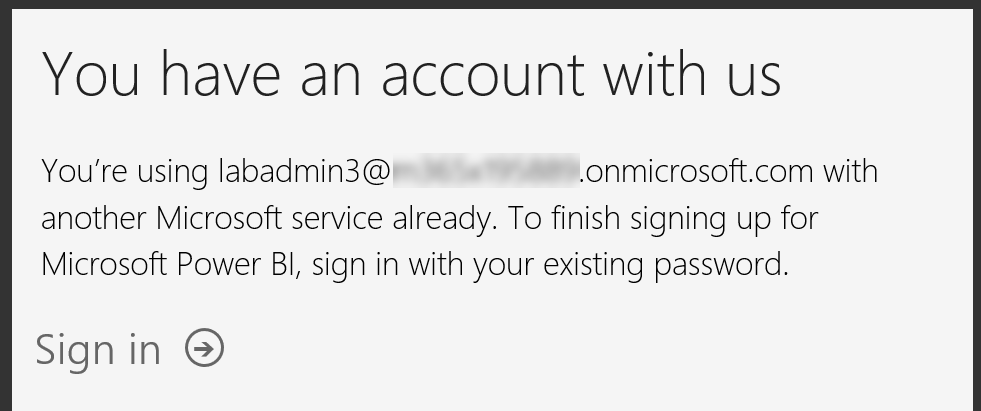 You have an account with us
You’re using labadmin3@ .onmicrosoft.com with
another Microsoft service already. To finish signing up for
Microsoft Power BI, sign in with your existing password.
Sign in